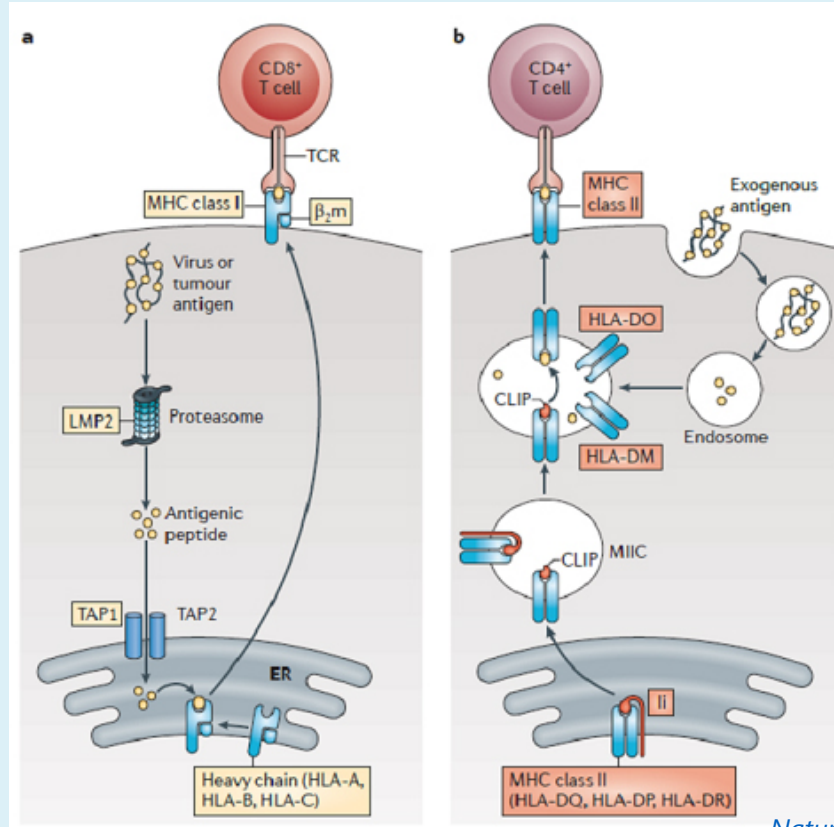 a
CD8+
T cell
TCR
MHC class I
β₂m
Virus or
tumour
antigen
LMP2
Proteasome
Antigenic
peptide
TAP1
TAP2
ER
Heavy chain (HLA-A,
HLA-B, HLA-C)
b
CD4+
T cell
MHC
class II
Exogenous
antigen
HLA-DO
CLIP
HLA-DM
Endosome
CLIP
MIIC
Ii
MHC class II
(HLA-DQ, HLA-DP, HLA-DR)